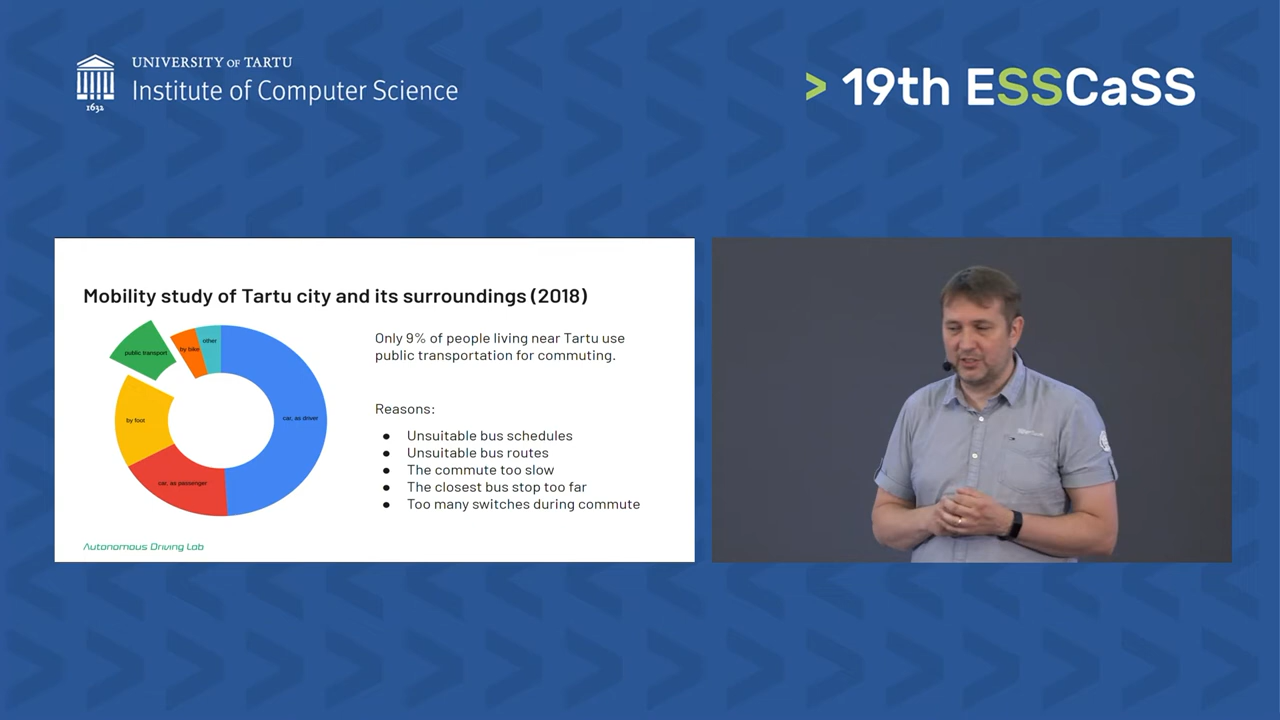 UNIVERSITY OF TARTU
Institute of Computer Science
1632
> 19th ESSCaSS
Mobility study of Tartu city and its surroundings (2018)
public transport
by bike
other
by foot
car, as driver
car, as passenger
Only 9% of people living near Tartu use
public transportation for commuting.
Reasons:
● Unsuitable bus schedules
● Unsuitable bus routes
● The commute too slow
● The closest bus stop too far
● Too many switches during commute
Autonomous Driving Lab